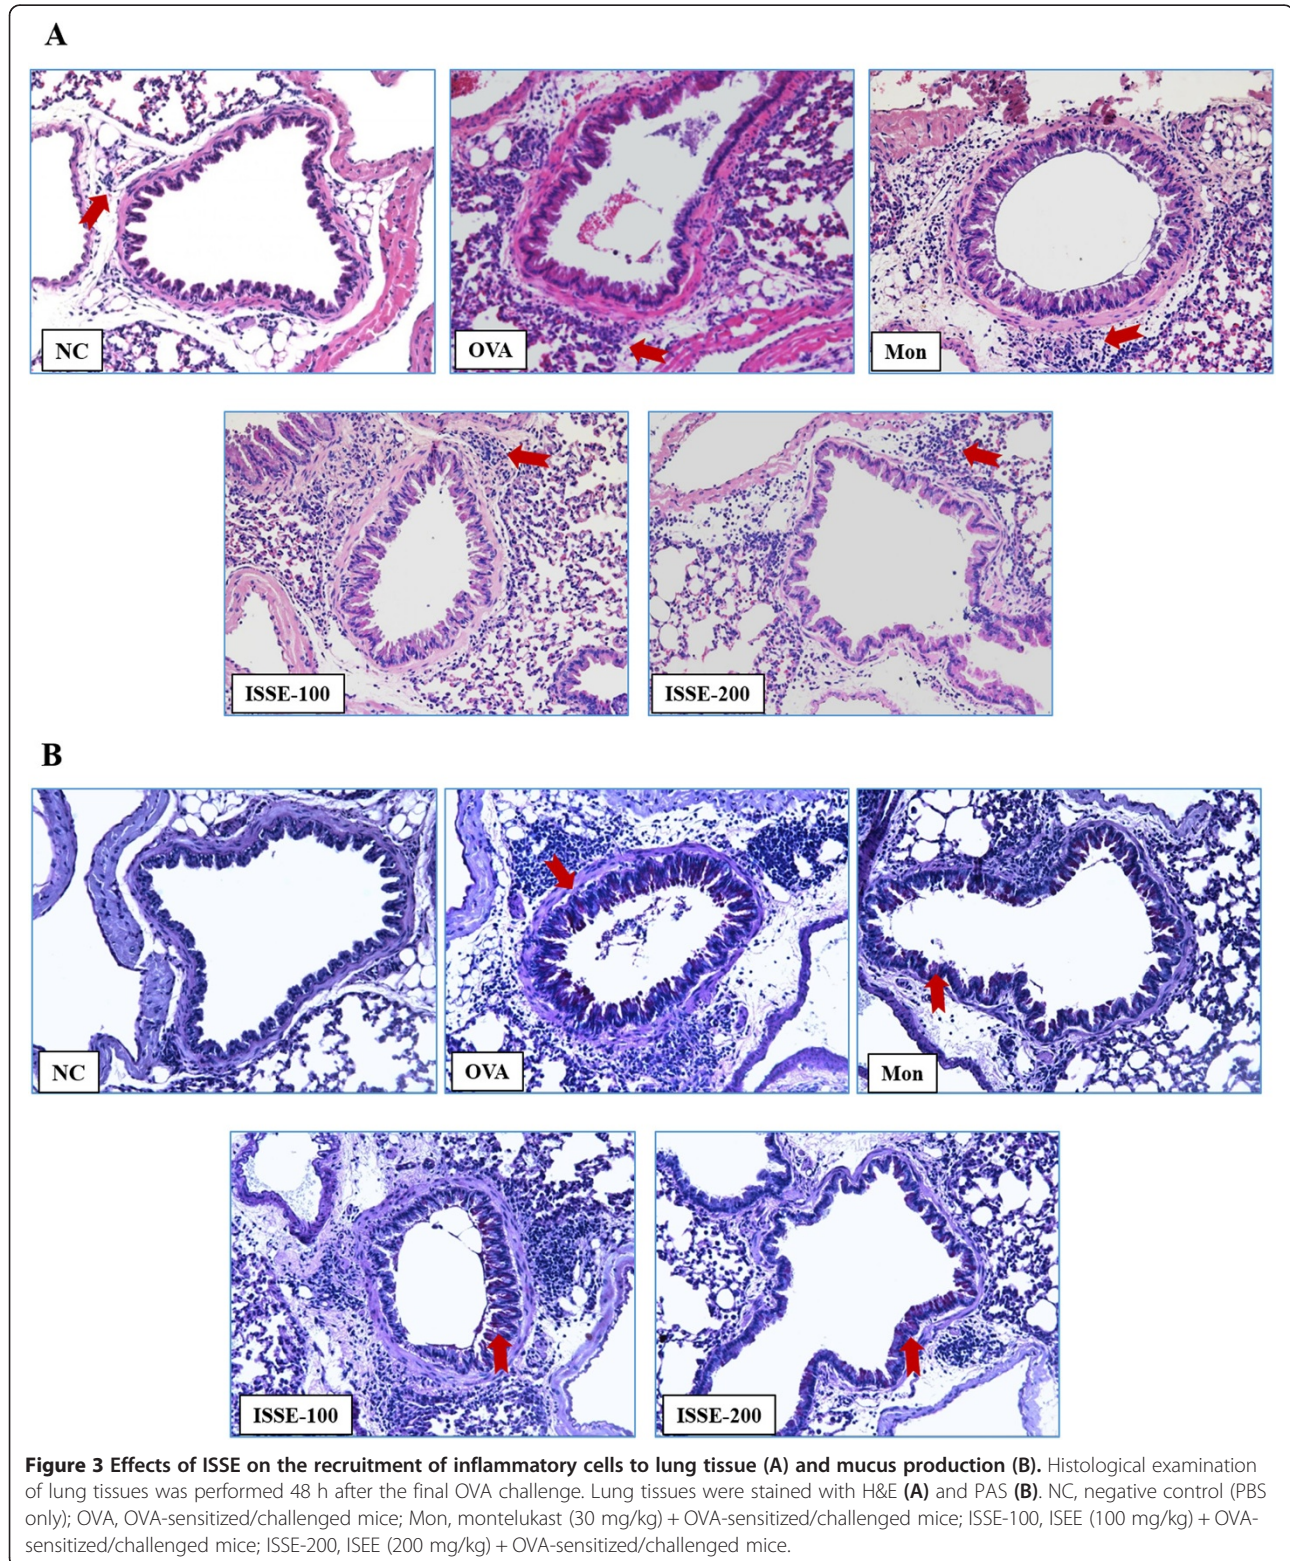 A
NC
OVA
Mon
ISSE-100
ISSE-200
B
NC
OVA
Mon
ISSE-100
ISSE-200
Figure 3 Effects of ISSE on the recruitment of inflammatory cells to lung tissue (A) and mucus production (B). Histological examination
of lung tissues was performed 48 h after the final OVA challenge. Lung tissues were stained with H&E (A) and PAS (B). NC, negative control (PBS
only); OVA, OVA-sensitized/challenged mice; Mon, montelukast (30 mg/kg) + OVA-sensitized/challenged mice; ISSE-100, ISEE (100 mg/kg) + OVA-
sensitized/challenged mice; ISSE-200, ISEE (200 mg/kg) + OVA-sensitized/challenged mice.